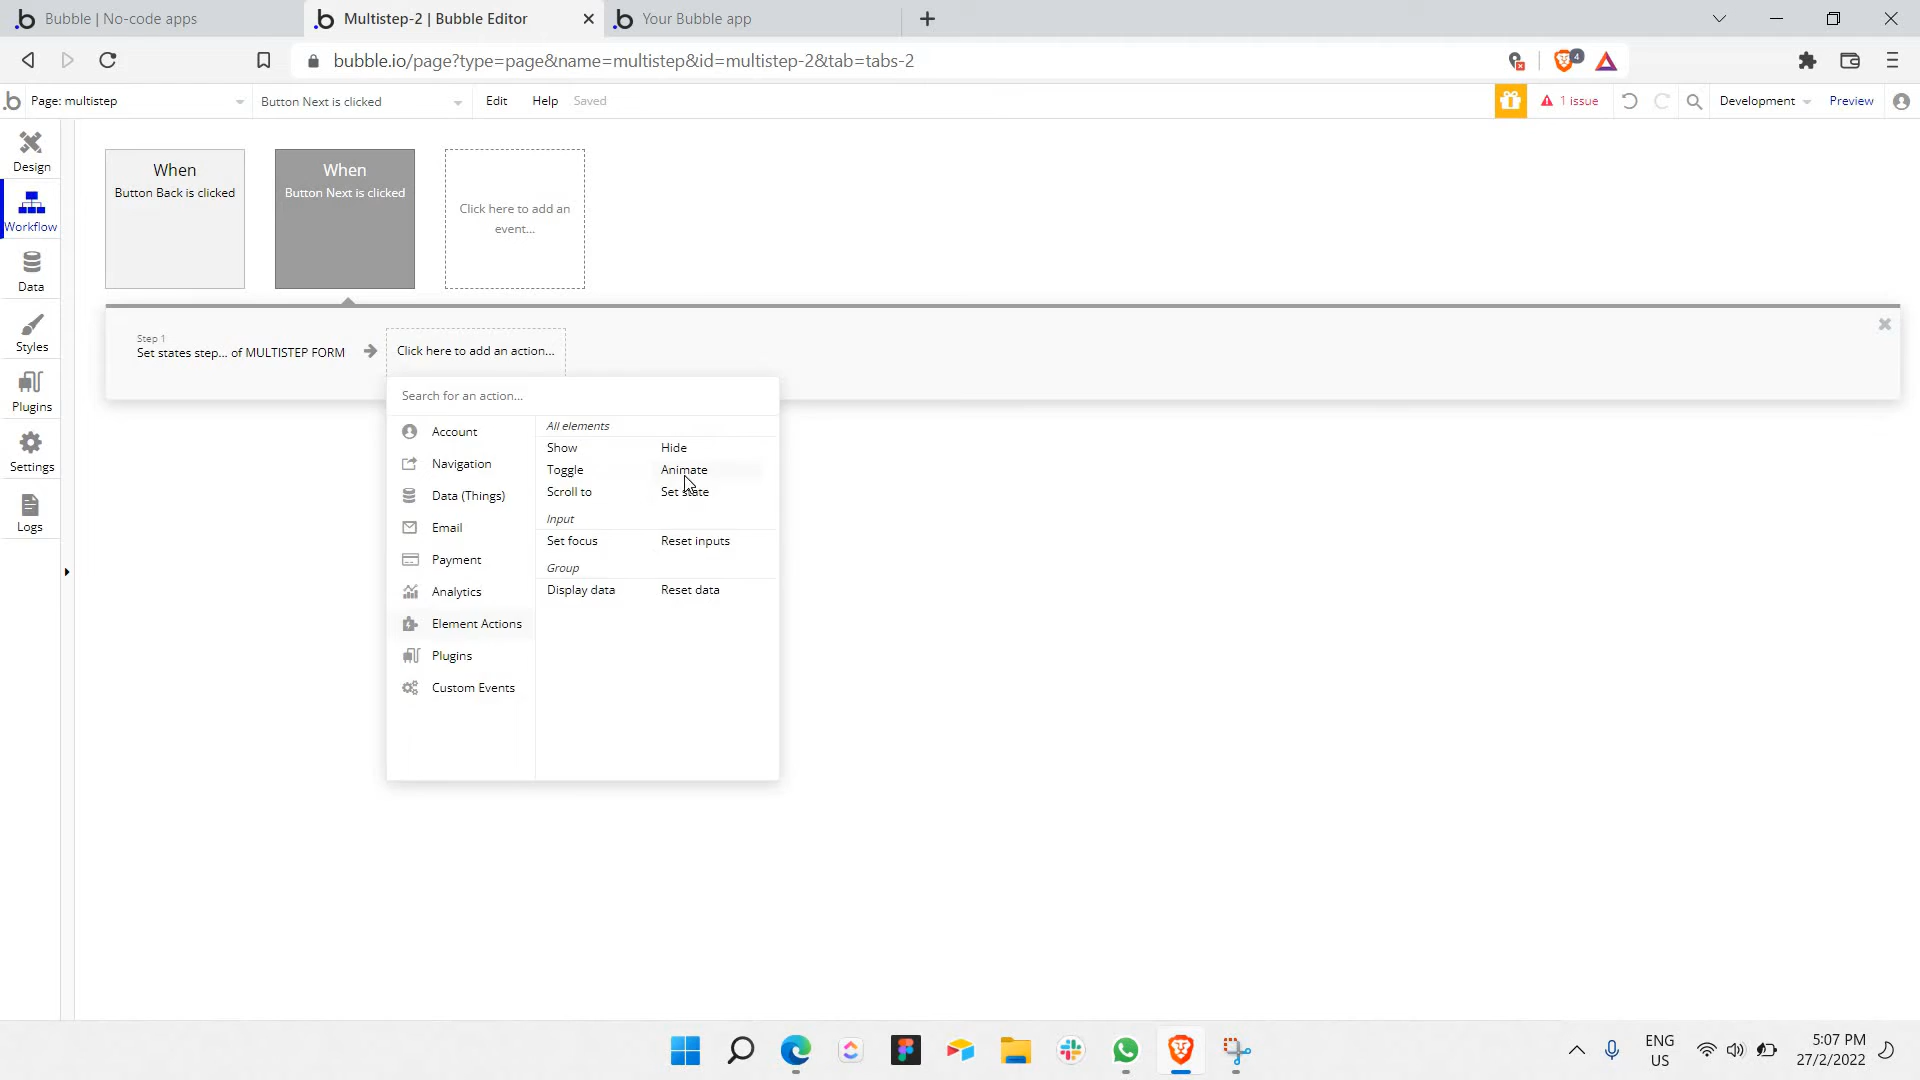 Bubble | No-code apps
Multistep-2 | Bubble Editor
Your Bubble app
bubble.io/page?type=page&name=multistep&id=multistep-2&tab=tabs-2
4
Page: multistep
Button Next is clicked
Edit
Help
Saved
1 issue
Development
Preview
Design
Workflow
Data
Styles
Plugins
Settings
Logs
When
Button Back is clicked
When
Button Next is clicked
Click here to add an
event...
Step 1
Set states step... of MULTISTEP FORM
Click here to add an action...
Search for an action...
Account
Navigation
Data (Things)
Email
Payment
Analytics
Element Actions
Plugins
Custom Events
All elements
Show
Hide
Toggle
Animate
Scroll to
Set state
Input
Set focus
Reset inputs
Group
Display data
Reset data
ENG
US
5:07 PM
27/2/2022